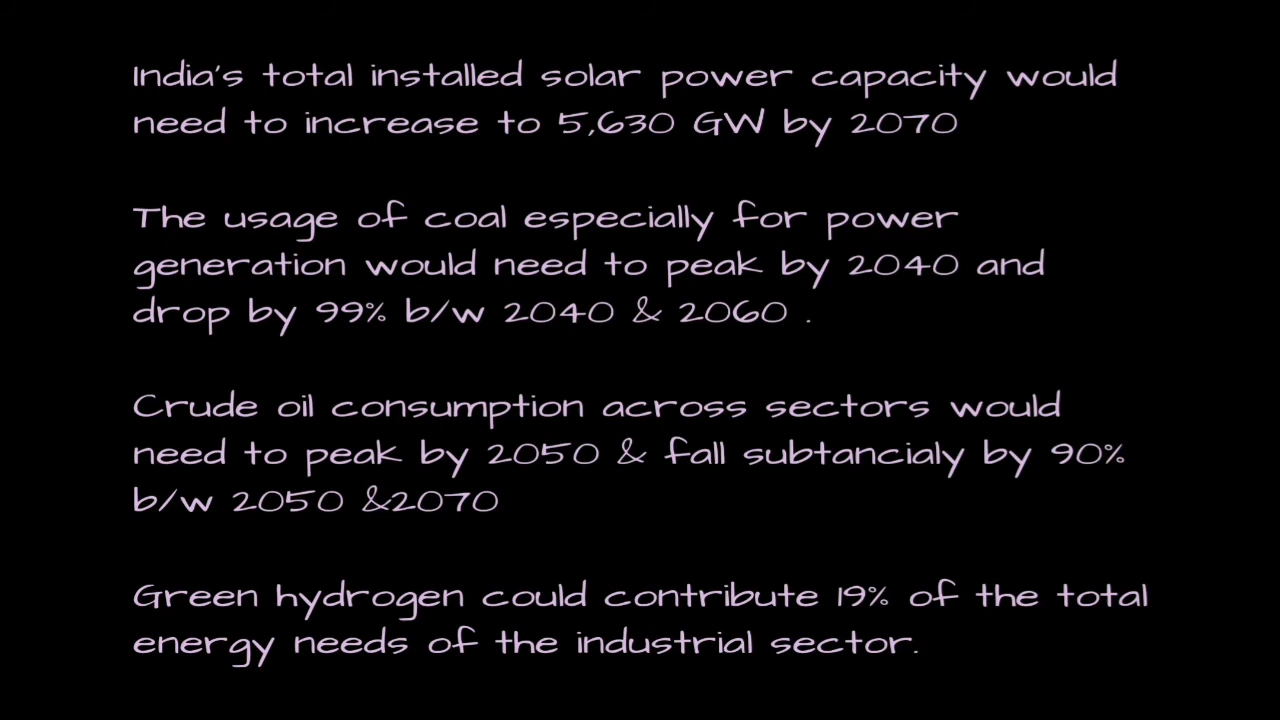 India's total installed solar power capacity would
need to increase to 5,630 GW by 2070
The usage of coal especially for power
generation would need to peak by 2040 and
drop by 99% b/w 2040 & 2060 .
Crude oil consumption across sectors would
need to peak by 2050 & fall subtancialy by 90%
b/w 2050 &2070
Green hydrogen could contribute 19% of the total
energy needs of the industrial sector.